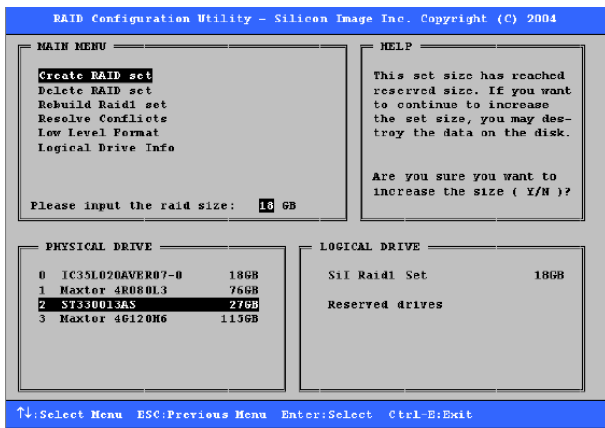 RAID Configuration Utility - Silicon Image Inc. Copyright (C) 2004
MAIN MENU
Create RAID set
Delete RAID set
Rebuild Raid1 set
Resolve Conflicts
Low Level Format
Logical Drive Info
Please input the raid size: 18 GB
HELP
This set size has reached
reserved size. If you want
to continue to increase
the set size, you may des-
troy the data on the disk.
Are you sure you want to
increase the size ( Y/N )?
PHYSICAL DRIVE
0 IC35L020AVER07-0 18GB
1 Maxtor 4R080L3 76GB
2 ST330013AS 27GB
3 Maxtor 4G120H6 115GB
LOGICAL DRIVE
SiI Raid1 Set 18GB
Reserved drives
↑↓:Select Menu ESC:Previous Menu Enter:Select Ctrl-E:Exit